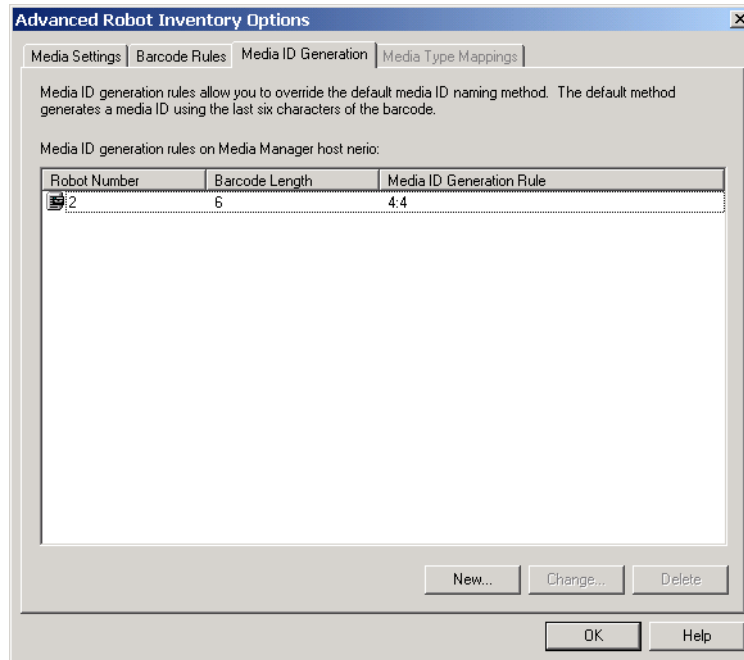 Advanced Robot Inventory Options
Media Settings Barcode Rules Media ID Generation Media Type Mappings
Media ID generation rules allow you to override the default media ID naming method. The default method
generates a media ID using the last six characters of the barcode.
Media ID generation rules on Media Manager host nerio:
Robot Number Barcode Length Media ID Generation Rule
2 6 4:4
New... Change... Delete
OK Help